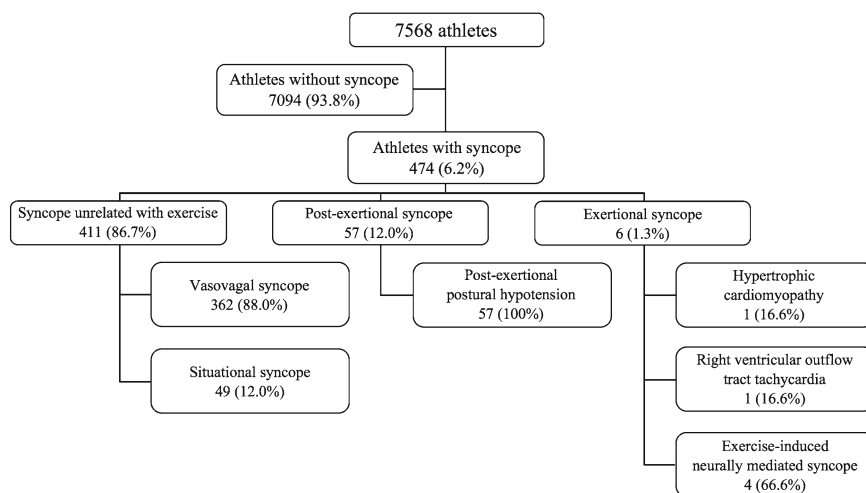 7568 athletes
Athletes without syncope
7094 (93.8%)
Athletes with syncope
474 (6.2%)
Syncope unrelated with exercise
411 (86.7%)
Vasovagal syncope
362 (88.0%)
Situational syncope
49 (12.0%)
Post-exertional syncope
57 (12.0%)
Post-exertional
postural hypotension
57 (100%)
Exertional syncope
6 (1.3%)
Hypertrophic
cardiomyopathy
1 (16.6%)
Right ventricular outflow
tract tachycardia
1 (16.6%)
Exercise-induced
neurally mediated syncope
4 (66.6%)